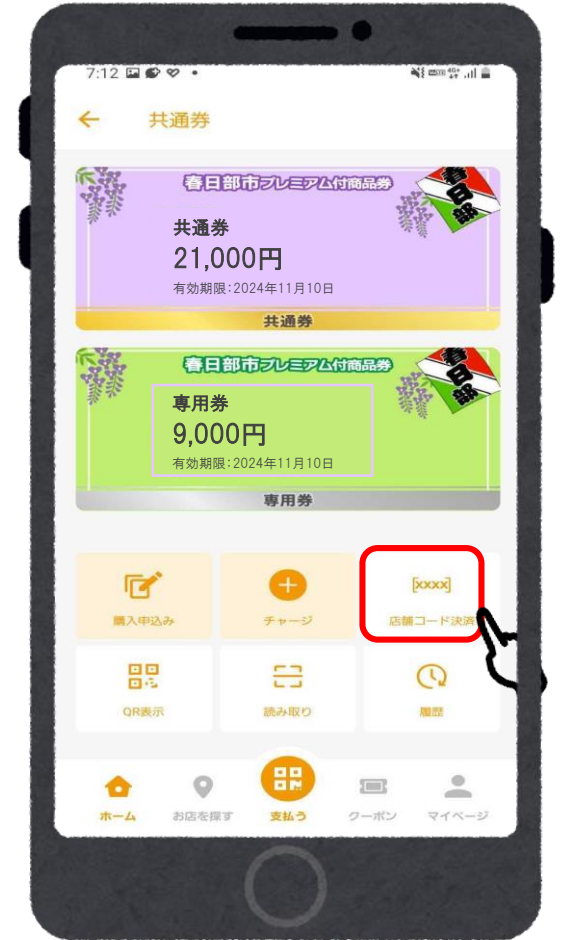 7:12
共通券
春日部市プレミアム付商品券
春日部
共通券
21,000円
有効期限:2024年11月10日
共通券
春日部市プレミアム付商品券
春日部
専用券
9,000円
有効期限:2024年11月10日
専用券
[xxxx]
購入申込み
チャージ
店舗コード決済
QR表示
読み取り
履歴
ホーム
お店を探す
支払う
クーポン
マイページ